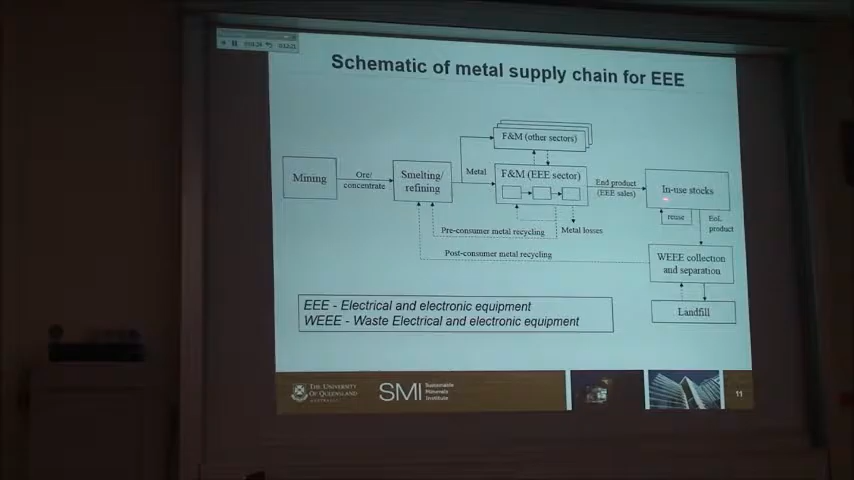 Schematic of metal supply chain for EEE
F&M (other sectors)
Mining
Ore/
concentrate
Smelting/
refining
Metal
F&M (EEE sector)
End product
(EEE sales)
In-use stocks
reuse
EoL
product
Pre-consumer metal recycling
Metal losses
Post-consumer metal recycling
WEEE collection
and separation
Landfill
EEE - Electrical and electronic equipment
WEEE - Waste Electrical and electronic equipment
THE UNIVERSITY
OF QUEENSLAND
AUSTRALIA
SMI
Sustainable
Minerals
Institute
11